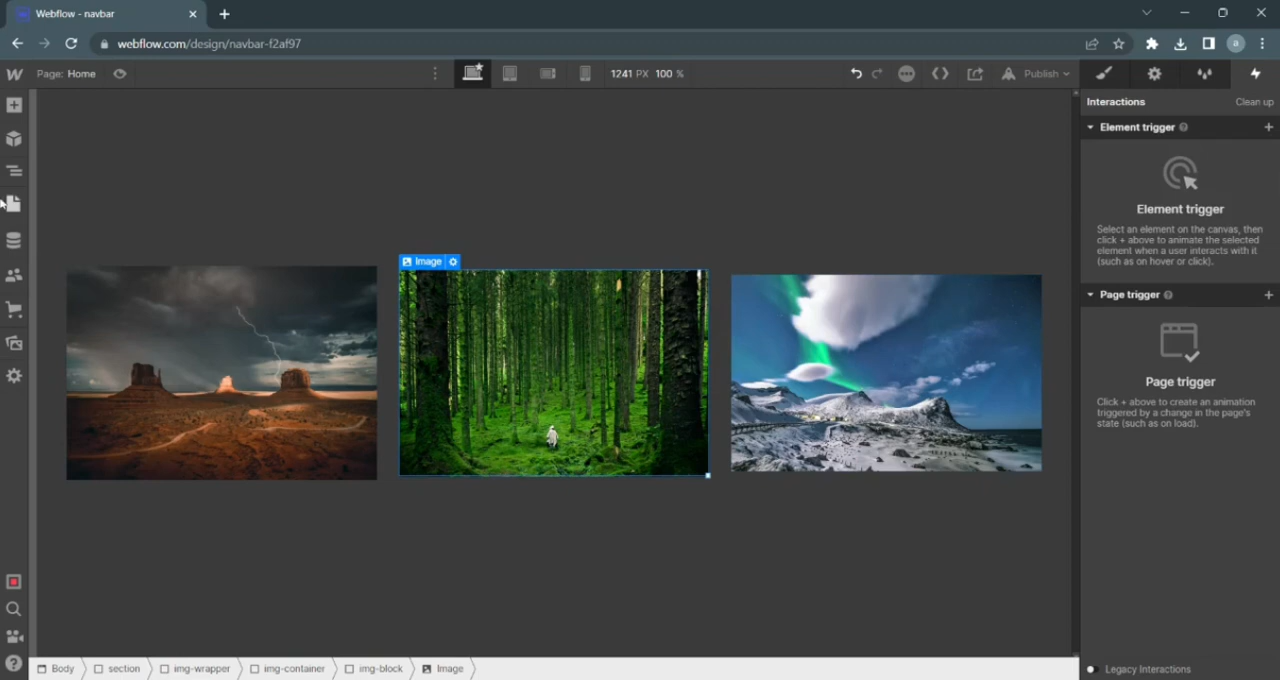 Webflow - navbar
webflow.com/design/navbar-f2af97
a
Page: Home
1241 PX 100 %
Publish
Interactions
Clean up
Element trigger
Element trigger
Select an element on the canvas, then
click + above to animate the selected
element when a user interacts with it
(such as on hover or click).
Page trigger
Page trigger
Click + above to create an animation
triggered by a change in the page's
state (such as on load).
Image
Body
section
img-wrapper
img-container
img-block
Image
Legacy Interactions